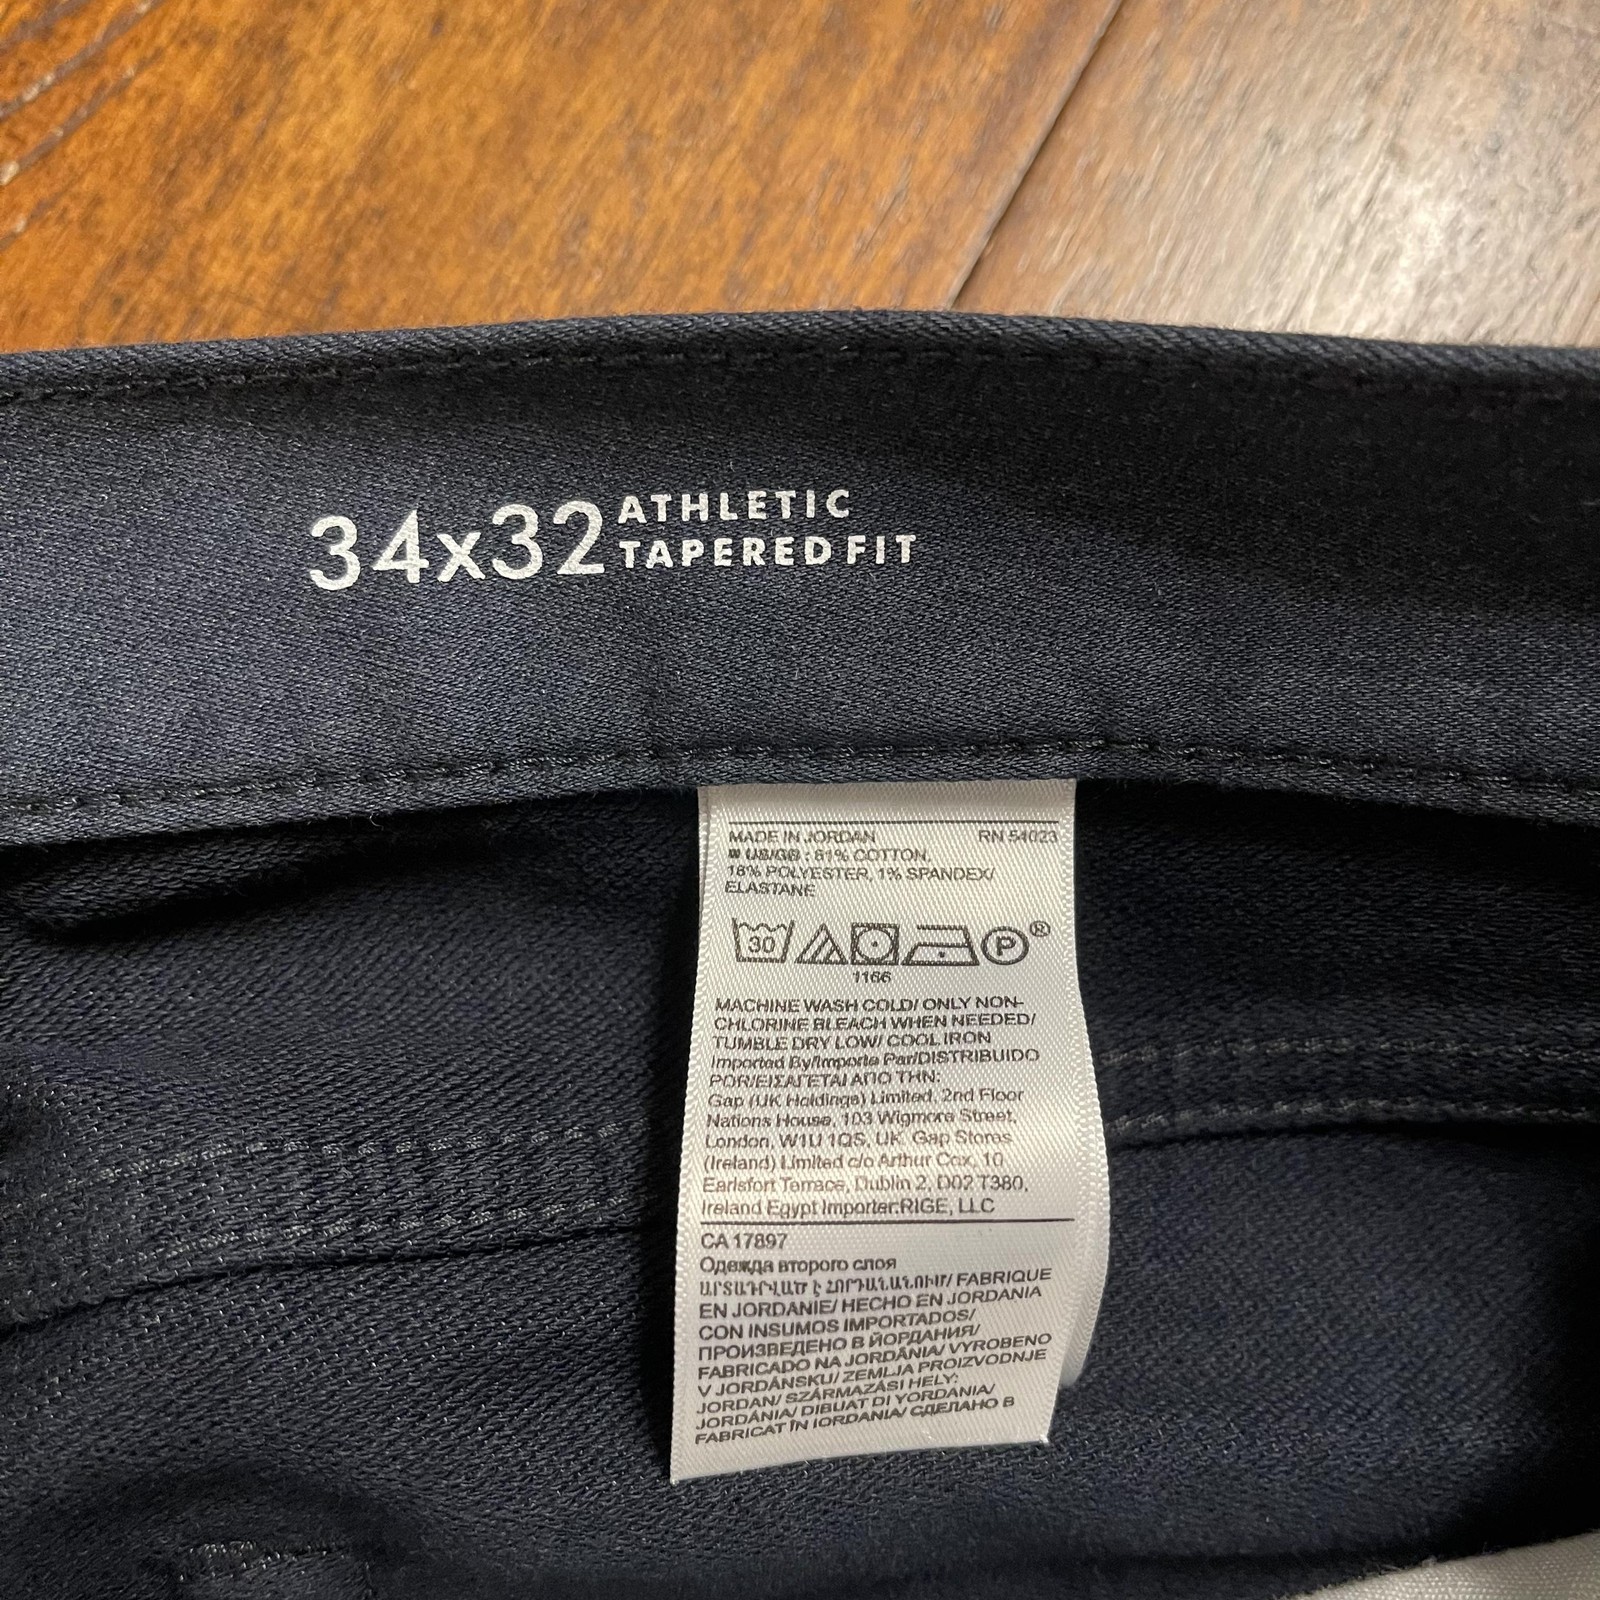 34x32 ATHLETIC
TAPERED FIT
MADE IN JORDAN RN 54023
US/GB : 81% COTTON,
18% POLYESTER, 1% SPANDEX/
ELASTANE
30 P ®
1166
MACHINE WASH COLD/ ONLY NON-
CHLORINE BLEACH WHEN NEEDED/
TUMBLE DRY LOW/ COOL IRON
Imported By/Importe Par/DISTRIBUIDO
POR/ΕΙΣΑΓΕΤΑΙ ΑΠΟ ΤΗΝ:
Gap (UK Holdings) Limited, 2nd Floor
Nations House, 103 Wigmore Street,
London, W1U 1QS, UK Gap Stores
(Ireland) Limited c/o Arthur Cox, 10
Earlsfort Terrace, Dublin 2, D02 T380,
Ireland Egypt Importer:RIGE, LLC
CA 17897
Одежда второго слоя
ԱՐՏԱԴՐՎԱԾ Է ՀՈՐԴԱՆԱՆՈՒՄ/ FABRIQUE
EN JORDANIE/ HECHO EN JORDANIA
CON INSUMOS IMPORTADOS/
ПРОИЗВЕДЕНО В ЙОРДАНИЯ/
FABRICADO NA JORDÂNIA/ VYROBENO
V JORDÁNSKU/ ZEMLJA PROIZVODNJE
JORDAN/ SZÁRMAZÁSI HELY:
JORDÁNIA/ DIBUAT DI YORDANIA/
FABRICAT ÎN IORDANIA/ СДЕЛАНО В